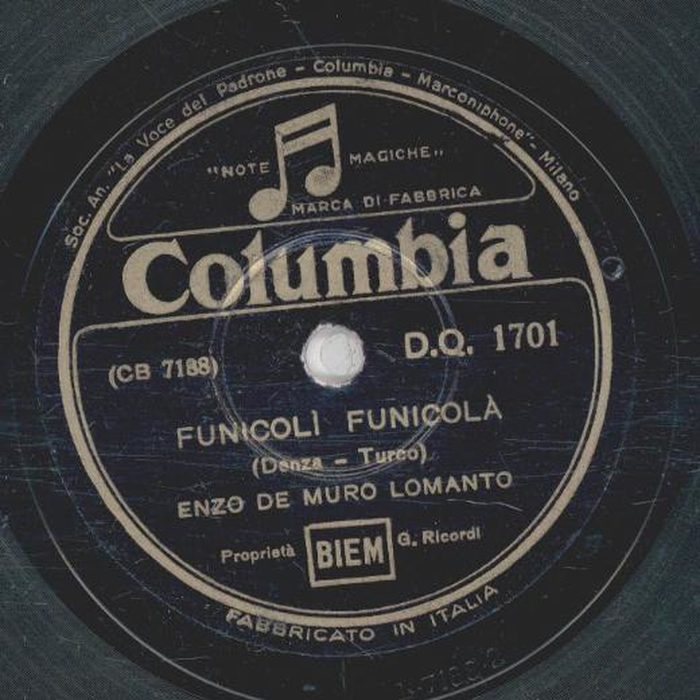 Soc. An. "La Voce del Padrone - Columbia - Marconiphone" - Milano
"NOTE MAGICHE"
MARCA DI FABBRICA
Columbia
(CB 7188) D.Q. 1701
FUNICOLÌ FUNICOLÀ
(Denza - Turco)
ENZO DE MURO LOMANTO
Proprietà BIEM G. Ricordi
FABBRICATO IN ITALIA